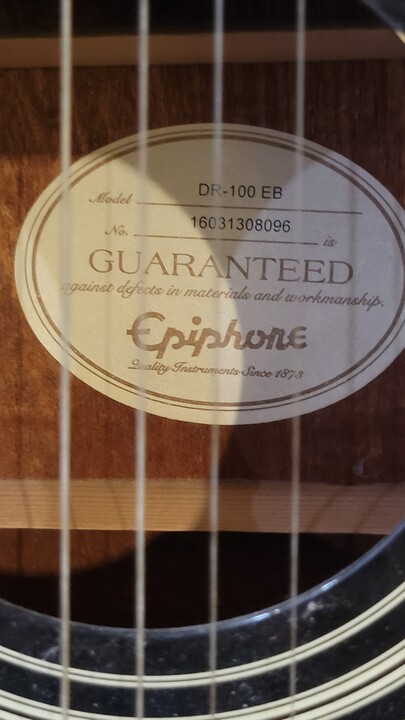 Model DR-100 EB
No. 16031308096 is
GUARANTEED
against defects in materials and workmanship.
Epiphone
Quality Instruments Since 1873